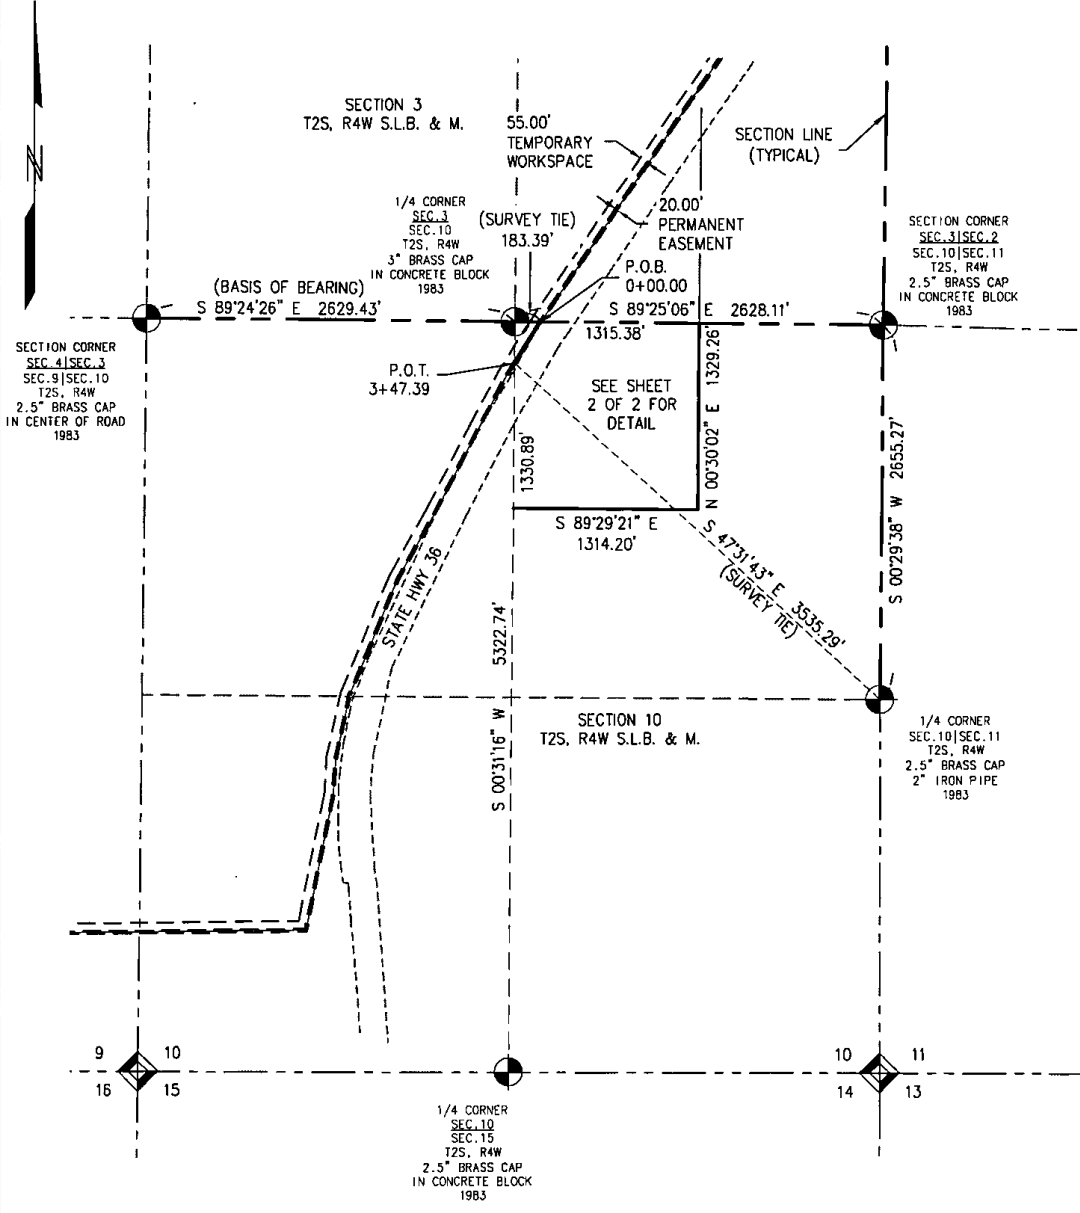 N
SECTION 3
T2S, R4W S.L.B. & M.
55.00'
TEMPORARY
WORKSPACE
SECTION LINE
(TYPICAL)
1/4 CORNER
SEC.3
SEC.10
T2S, R4W
3" BRASS CAP
IN CONCRETE BLOCK
1983
(SURVEY TIE)
183.39'
20.00'
PERMANENT
EASEMENT
P.O.B.
0+00.00
SECTION CORNER
SEC.3|SEC.2
SEC.10|SEC.11
T2S, R4W
2.5" BRASS CAP
IN CONCRETE BLOCK
1983
(BASIS OF BEARING)
S 89°24'26" E 2629.43'
S 89°25'06" E 2628.11'
1315.38'
SECTION CORNER
SEC.4|SEC.3
SEC.9|SEC.10
T2S, R4W
2.5" BRASS CAP
IN CENTER OF ROAD
1983
P.O.T.
3+47.39
SEE SHEET
2 OF 2 FOR
DETAIL
N 00°30'02" E 1329.26'
1330.89'
S 89°29'21" E
1314.20'
S 00°29'38" W 2655.27'
S 47°31'43" E 3535.29'
(SURVEY TIE)
STATE HWY 36
S 00°31'16" W 5322.74'
SECTION 10
T2S, R4W S.L.B. & M.
1/4 CORNER
SEC.10|SEC.11
T2S, R4W
2.5" BRASS CAP
2" IRON PIPE
1983
9 10
16 15
10 11
14 13
1/4 CORNER
SEC.10
SEC.15
T2S, R4W
2.5" BRASS CAP
IN CONCRETE BLOCK
1983